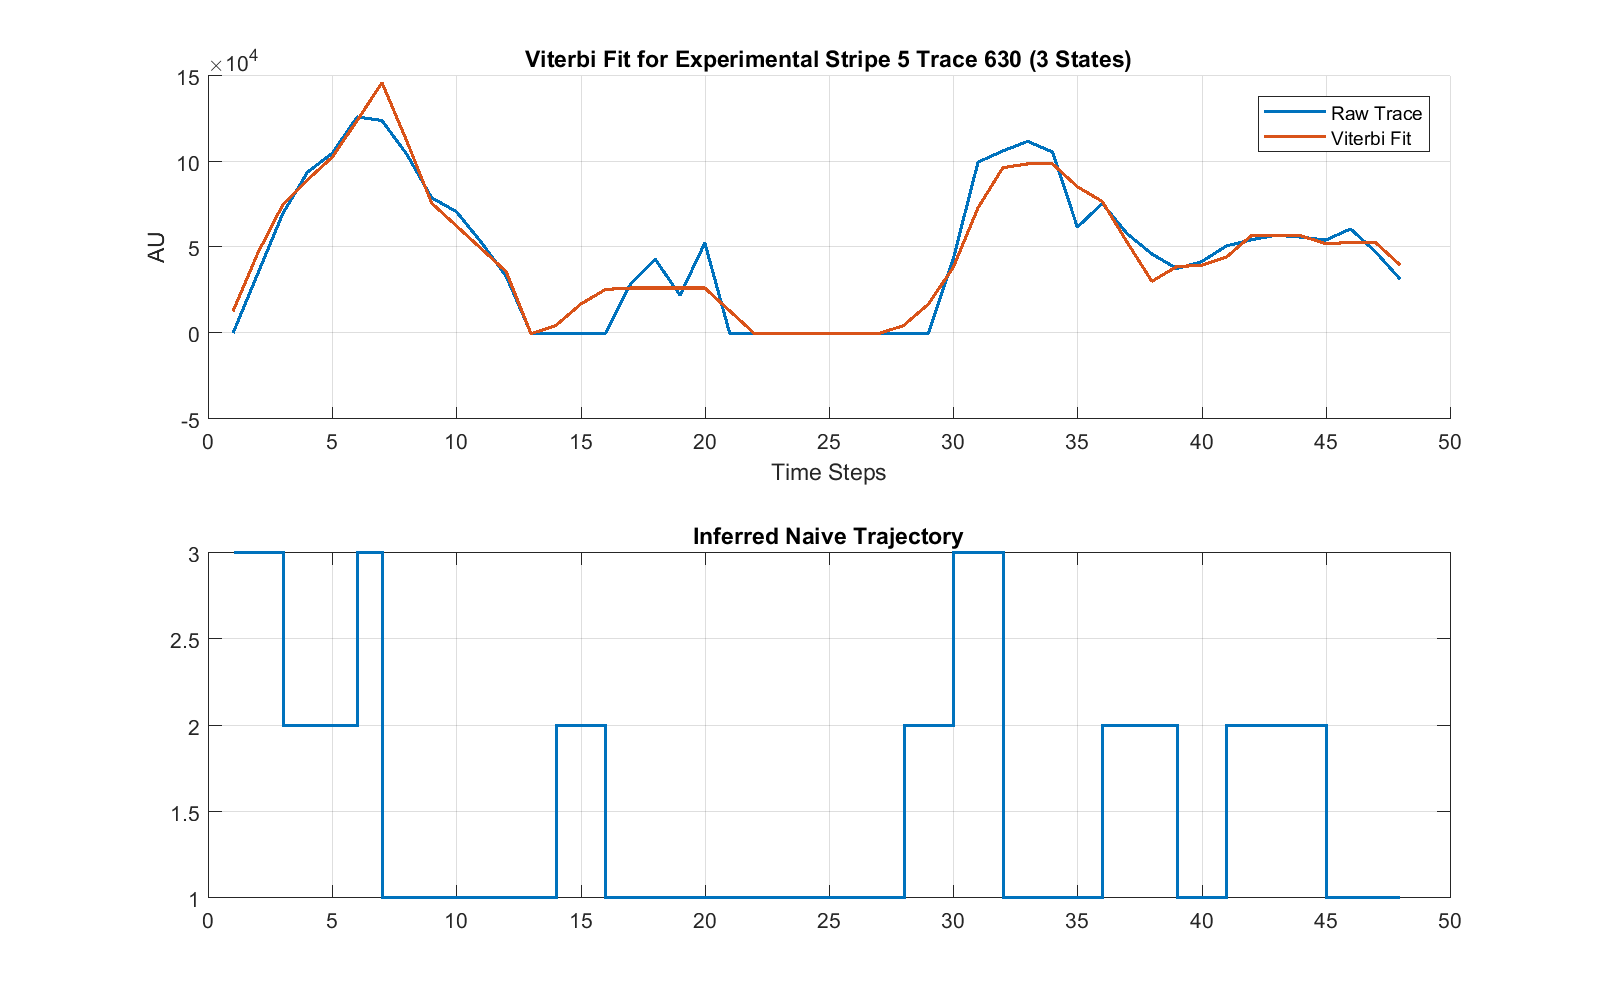 Viterbi Fit for Experimental Stripe 5 Trace 630 (3 States)
×10⁴
15
10
5
0
-5
AU
Raw Trace
Viterbi Fit
0 5 10 15 20 25 30 35 40 45 50
Time Steps
Inferred Naive Trajectory
3
2.5
2
1.5
1
0 5 10 15 20 25 30 35 40 45 50